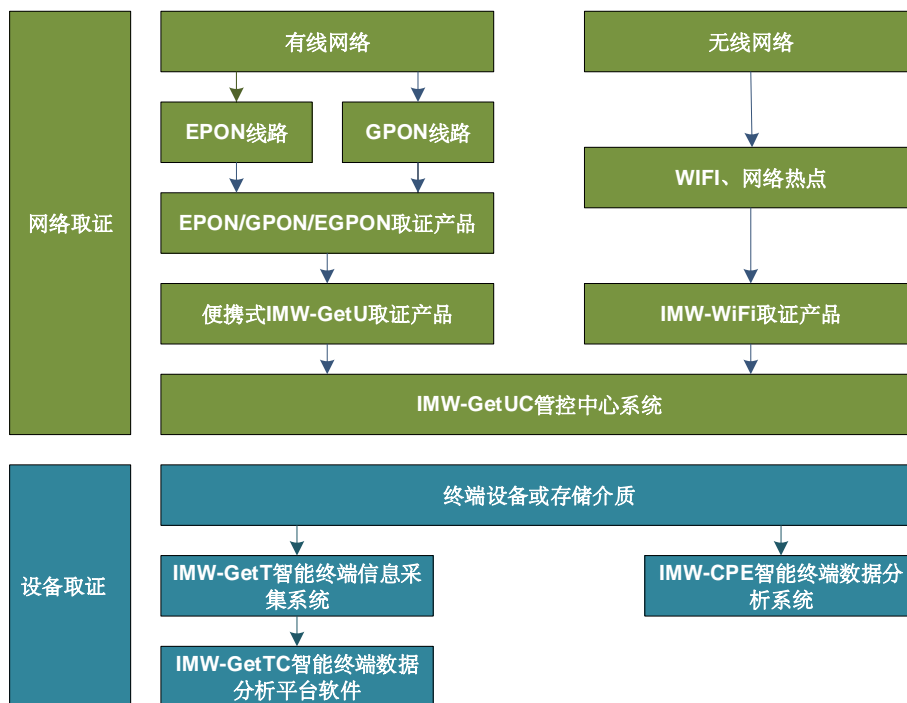 有线网络
无线网络
EPON线路
GPON线路
WIFI、网络热点
网络取证
EPON/GPON/EGPON取证产品
便携式IMW-GetU取证产品
IMW-WiFi取证产品
IMW-GetUC管控中心系统
终端设备或存储介质
设备取证
IMW-GetT智能终端信息采
集系统
IMW-CPE智能终端数据分
析系统
IMW-GetTC智能终端数据
分析平台软件